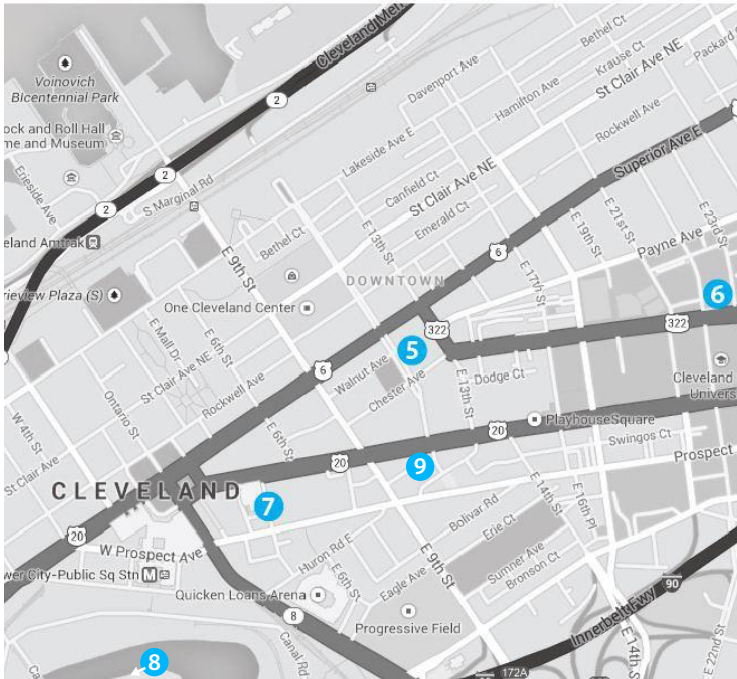 Cleveland Mem
2
Voinovich
Bicentennial Park
ock and Roll Hall
me and Museum
2
2
Erieside Ave
S Marginal Rd
eland Amtrak
rieview Plaza (S)
Davenport Ave
Bethel Ct
Krause Ct
St Clair Ave NE
Packard
Hamilton Ave
Rockwell Ave
Lakeside Ave E
Canfield Ct
St Clair Ave NE
Emerald Ct
Superior Ave E
Bethel Ct
E 13th St
E 9th St
6
E 19th St
E 21st St
E 23rd St
Payne Ave
E 17th St
DOWNTOWN
One Cleveland Center
322
322
6
5
E Mall Dr
E 6th St
St Clair Ave NE
Rockwell Ave
6
Walnut Ave
Chester Ave
E 13th St
Dodge Ct
Cleveland
Univers
Ontario St
W 4th St
St Clair Ave
E 6th St
20
20
PlayhouseSquare
Swingos Ct
Prospect
9
CLEVELAND
7
20
W Prospect Ave
E 14th St
E 16th Pl
Bolivar Rd
Erie Ct
Sumner Ave
Bronson Ct
wer City-Public Sq Stn
M
Huron Rd E
E 6th St
Eagle Ave
E 9th St
Quicken Loans Arena
8
Progressive Field
Innerbelt Fwy
90
Canal Rd
Ca
8
172A
E 14th S
E 22nd St